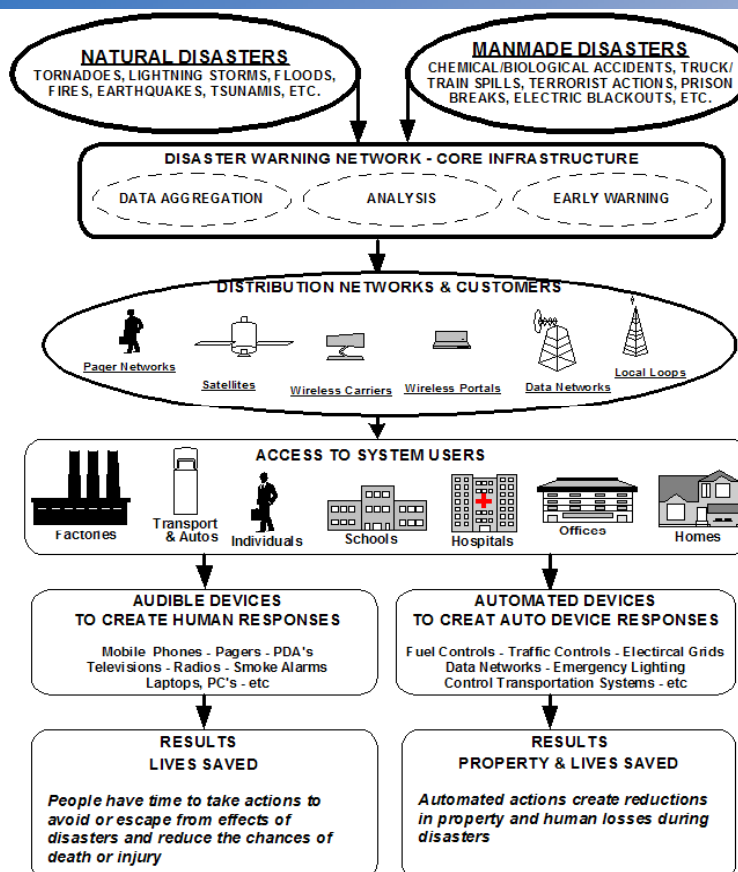 NATURAL DISASTERS
TORNADOES, LIGHTNING STORMS, FLOODS,
FIRES, EARTHQUAKES, TSUNAMIS, ETC.
MANMADE DISASTERS
CHEMICAL/BIOLOGICAL ACCIDENTS, TRUCK/
TRAIN SPILLS, TERRORIST ACTIONS, PRISON
BREAKS, ELECTRIC BLACKOUTS, ETC.
DISASTER WARNING NETWORK - CORE INFRASTRUCTURE
DATA AGGREGATION
ANALYSIS
EARLY WARNING
DISTRIBUTION NETWORKS & CUSTOMERS
Pager Networks
Satellites
Wireless Carriers
Wireless Portals
Data Networks
Local Loops
ACCESS TO SYSTEM USERS
Factories
Transport
& Autos
Individuals
Schools
Hospitals
Offices
Homes
AUDIBLE DEVICES
TO CREATE HUMAN RESPONSES
Mobile Phones - Pagers - PDA's
Televisions - Radios - Smoke Alarms
Laptops, PC's - etc
AUTOMATED DEVICES
TO CREAT AUTO DEVICE RESPONSES
Fuel Controls - Traffic Controls - Electircal Grids
Data Networks - Emergency Lighting
Control Transportation Systems - etc
RESULTS
LIVES SAVED
People have time to take actions to
avoid or escape from effects of
disasters and reduce the chances of
death or injury
RESULTS
PROPERTY & LIVES SAVED
Automated actions create reductions
in property and human losses during
disasters